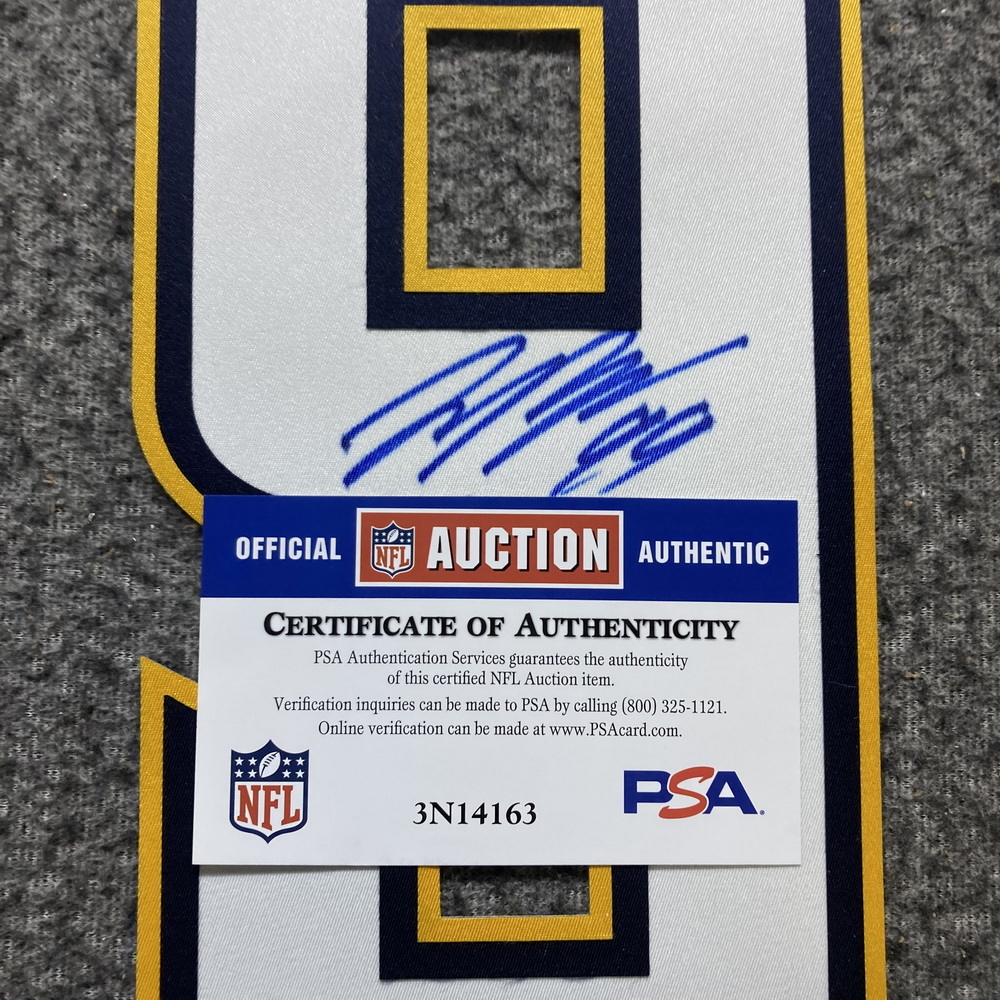 99
OFFICIAL NFL AUCTION AUTHENTIC
CERTIFICATE OF AUTHENTICITY
PSA Authentication Services guarantees the authenticity
of this certified NFL Auction item.
Verification inquiries can be made to PSA by calling (800) 325-1121.
Online verification can be made at www.PSAcard.com.
NFL
3N14163
PSA